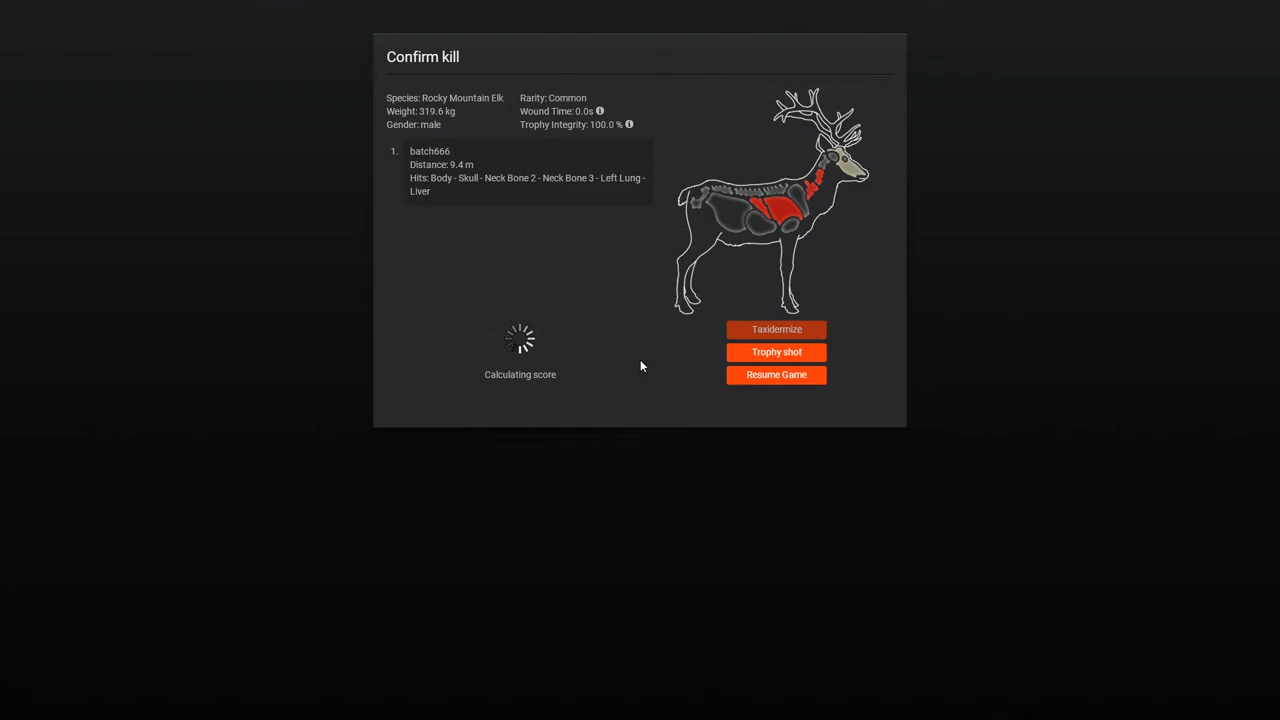 Confirm kill
Species: Rocky Mountain Elk
Weight: 319.6 kg
Gender: male
Rarity: Common
Wound Time: 0.0s
Trophy Integrity: 100.0 %
1.
batch666
Distance: 9.4 m
Hits: Body - Skull - Neck Bone 2 - Neck Bone 3 - Left Lung -
Liver
Calculating score
Taxidermize
Trophy shot
Resume Game